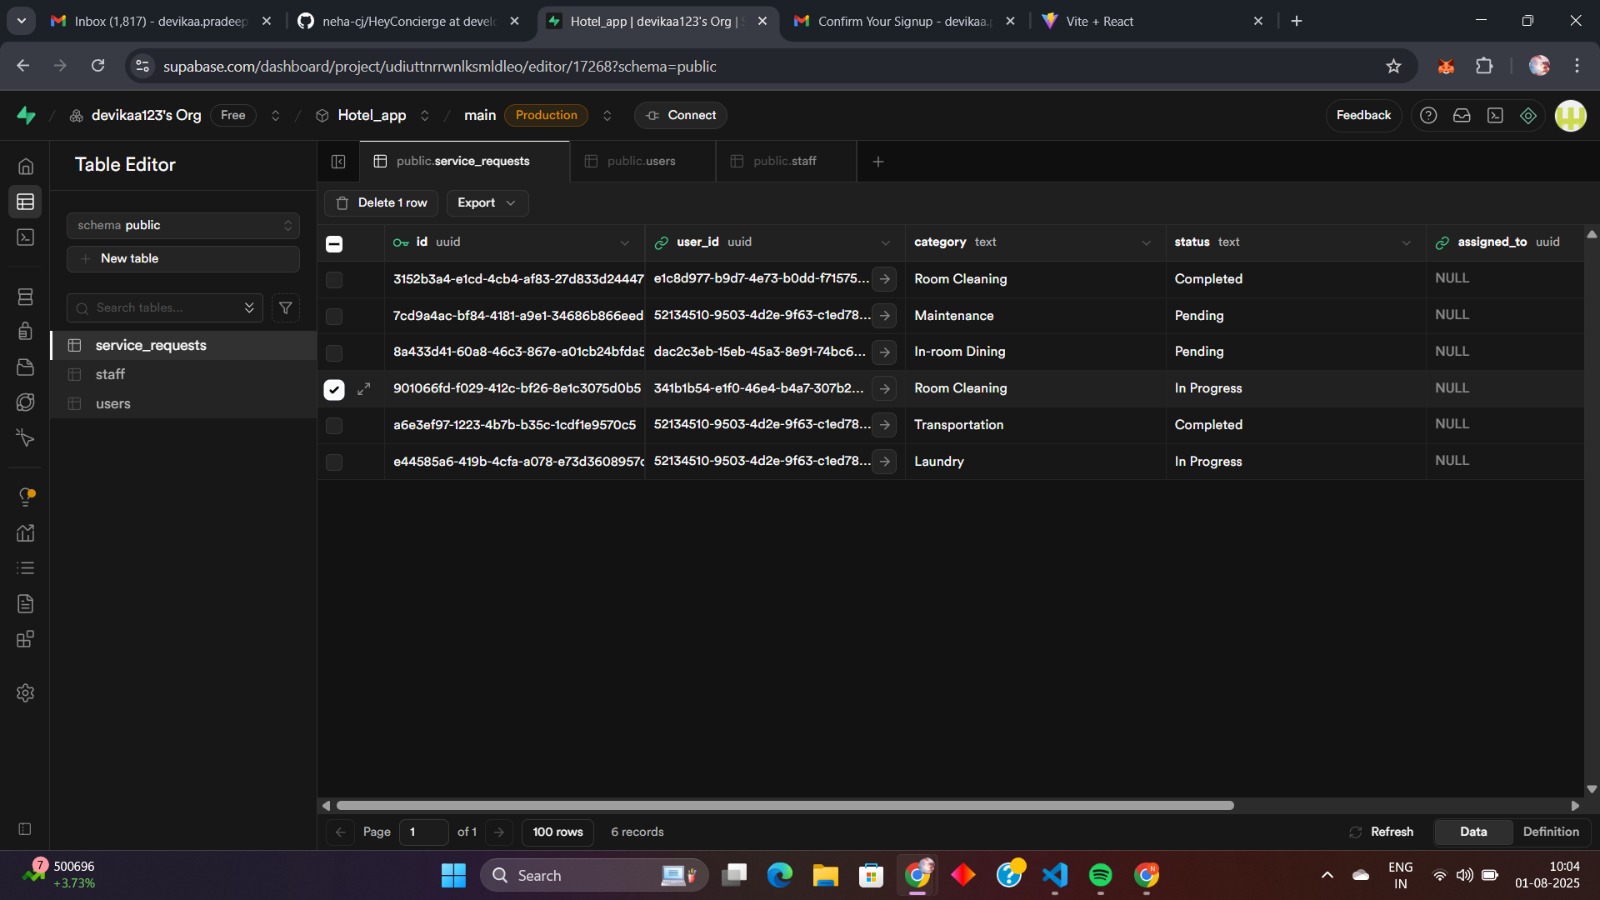 Inbox (1,817) - devikaa.pradeep
neha-cj/HeyConcierge at devel
Hotel_app | devikaa123's Org |
Confirm Your Signup - devikaa.
Vite + React
supabase.com/dashboard/project/udiuttnrrwnlksmldleo/editor/17268?schema=public
devikaa123's Org Free / Hotel_app / main Production Connect Feedback
Table Editor
public.service_requests
public.users
public.staff
Delete 1 row
Export
schema public
New table
Search tables...
service_requests
staff
users
id uuid user_id uuid category text status text assigned_to uuid
3152b3a4-e1cd-4cb4-af83-27d833d24447 e1c8d977-b9d7-4e73-b0dd-f71575... Room Cleaning Completed NULL
7cd9a4ac-bf84-4181-a9e1-34686b866eed 52134510-9503-4d2e-9f63-c1ed78... Maintenance Pending NULL
8a433d41-60a8-46c3-867e-a01cb24bfda5 dac2c3eb-15eb-45a3-8e91-74bc6... In-room Dining Pending NULL
901066fd-f029-412c-bf26-8e1c3075d0b5 341b1b54-e1f0-46e4-b4a7-307b2... Room Cleaning In Progress NULL
a6e3ef97-1223-4b7b-b35c-1cdf1e9570c5 52134510-9503-4d2e-9f63-c1ed78... Transportation Completed NULL
e44585a6-419b-4cfa-a078-e73d3608957c 52134510-9503-4d2e-9f63-c1ed78... Laundry In Progress NULL
Page 1 of 1 100 rows 6 records Refresh Data Definition
7
500696
+3.73%
Search
ENG
IN
10:04
01-08-2025